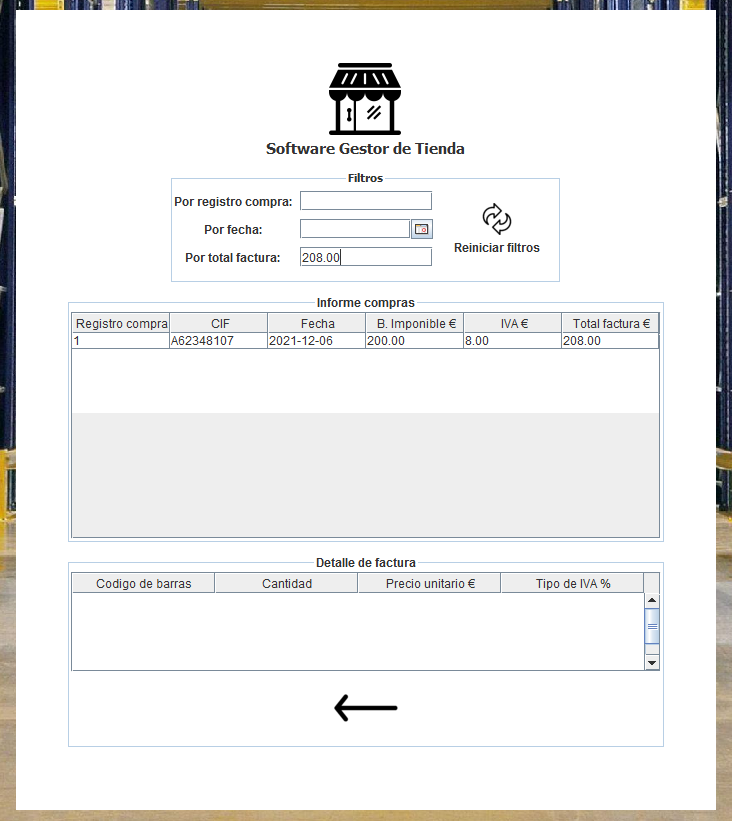 Software Gestor de Tienda
Filtros
Por registro compra:
Por fecha:
Por total factura: 208.00
Reiniciar filtros
Informe compras
Registro compra CIF Fecha B. Imponible € IVA € Total factura €
1 A62348107 2021-12-06 200.00 8.00 208.00
Detalle de factura
Codigo de barras Cantidad Precio unitario € Tipo de IVA %